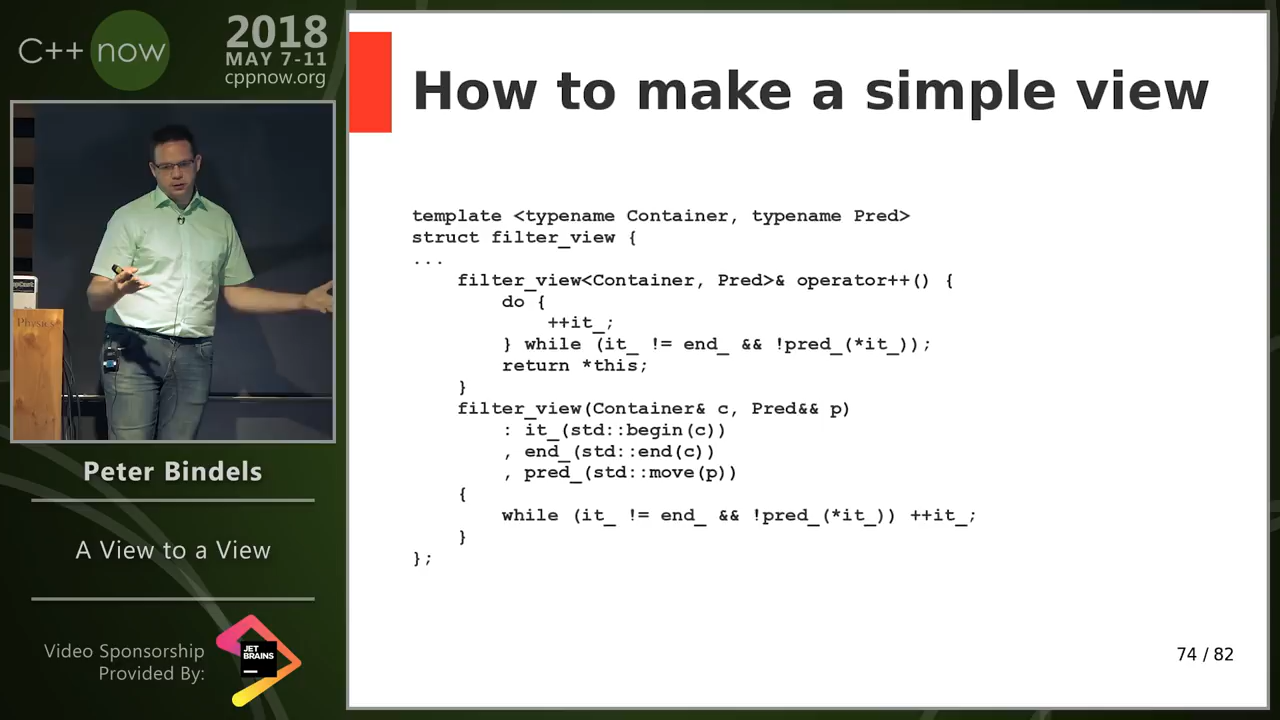 C++ now
2018
MAY 7-11
cppnow.org
Physics
Peter Bindels
A View to a View
Video Sponsorship
Provided By:
JET
BRAINS
How to make a simple view
template <typename Container, typename Pred>
struct filter_view {
...
    filter_view<Container, Pred>& operator++() {
        do {
            ++it_;
        } while (it_ != end_ && !pred_(*it_));
        return *this;
    }
    filter_view(Container& c, Pred&& p)
        : it_(std::begin(c))
        , end_(std::end(c))
        , pred_(std::move(p))
    {
        while (it_ != end_ && !pred_(*it_)) ++it_;
    }
};
74 / 82